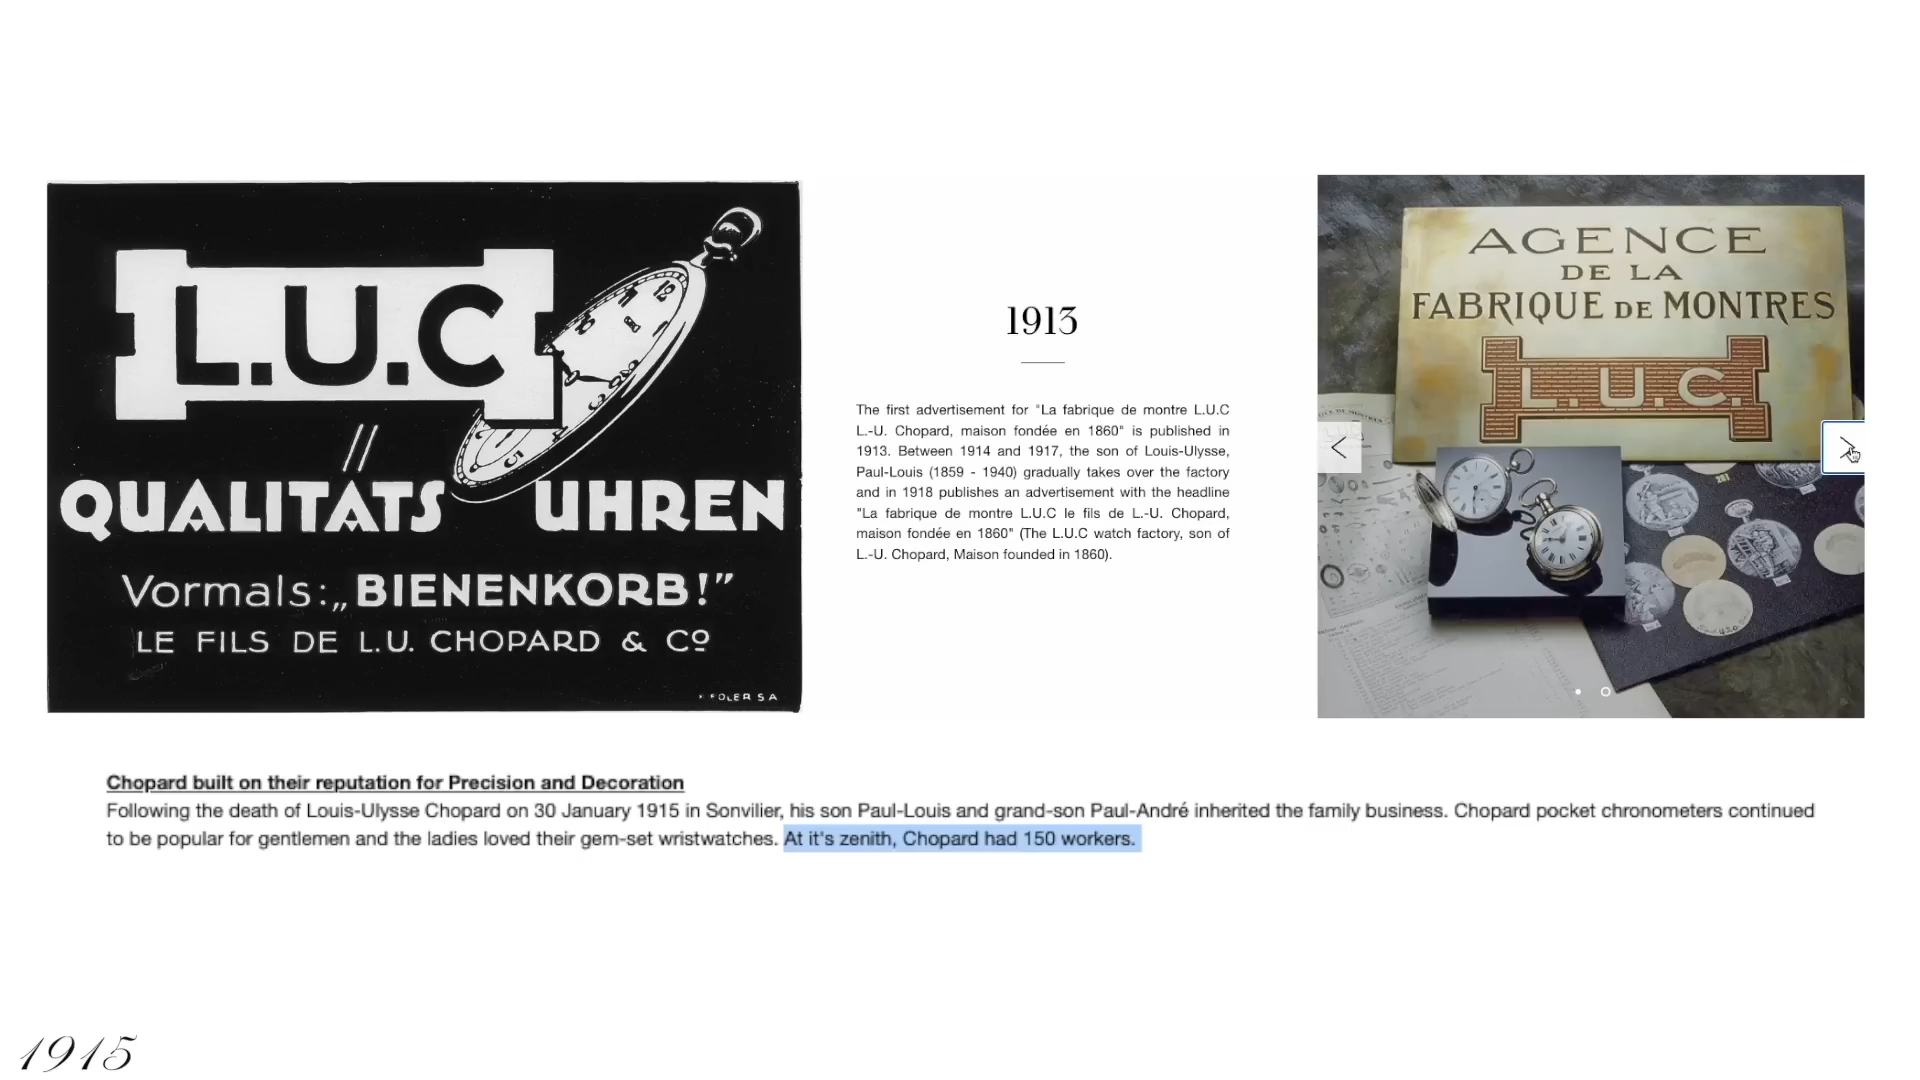 L.U.C
QUALITÄTS UHREN
Vormals: „BIENENKORB!”
LE FILS DE L.U. CHOPARD & Cº
1913
The first advertisement for "La fabrique de montre L.U.C
L.-U. Chopard, maison fondée en 1860" is published in
1913. Between 1914 and 1917, the son of Louis-Ulysse,
Paul-Louis (1859 - 1940) gradually takes over the factory
and in 1918 publishes an advertisement with the headline
"La fabrique de montre L.U.C le fils de L.-U. Chopard,
maison fondée en 1860" (The L.U.C watch factory, son of
L.-U. Chopard, Maison founded in 1860).
AGENCE
DE LA
FABRIQUE DE MONTRES
L.U.C.
Chopard built on their reputation for Precision and Decoration
Following the death of Louis-Ulysse Chopard on 30 January 1915 in Sonvilier, his son Paul-Louis and grand-son Paul-André inherited the family business. Chopard pocket chronometers continued
to be popular for gentlemen and the ladies loved their gem-set wristwatches. At it's zenith, Chopard had 150 workers.
1915